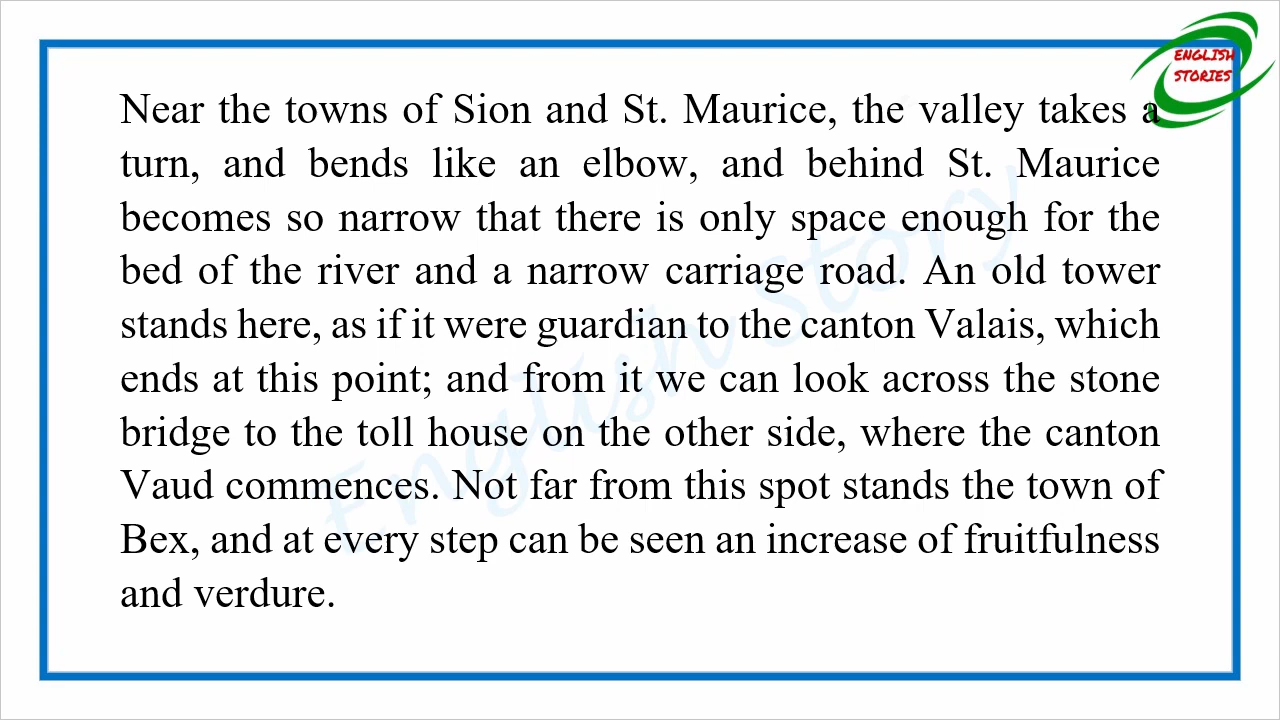 ENGLISH
STORIES
Near the towns of Sion and St. Maurice, the valley takes a
turn, and bends like an elbow, and behind St. Maurice
becomes so narrow that there is only space enough for the
bed of the river and a narrow carriage road. An old tower
stands here, as if it were guardian to the canton Valais, which
ends at this point; and from it we can look across the stone
bridge to the toll house on the other side, where the canton
Vaud commences. Not far from this spot stands the town of
Bex, and at every step can be seen an increase of fruitfulness
and verdure.
English Story